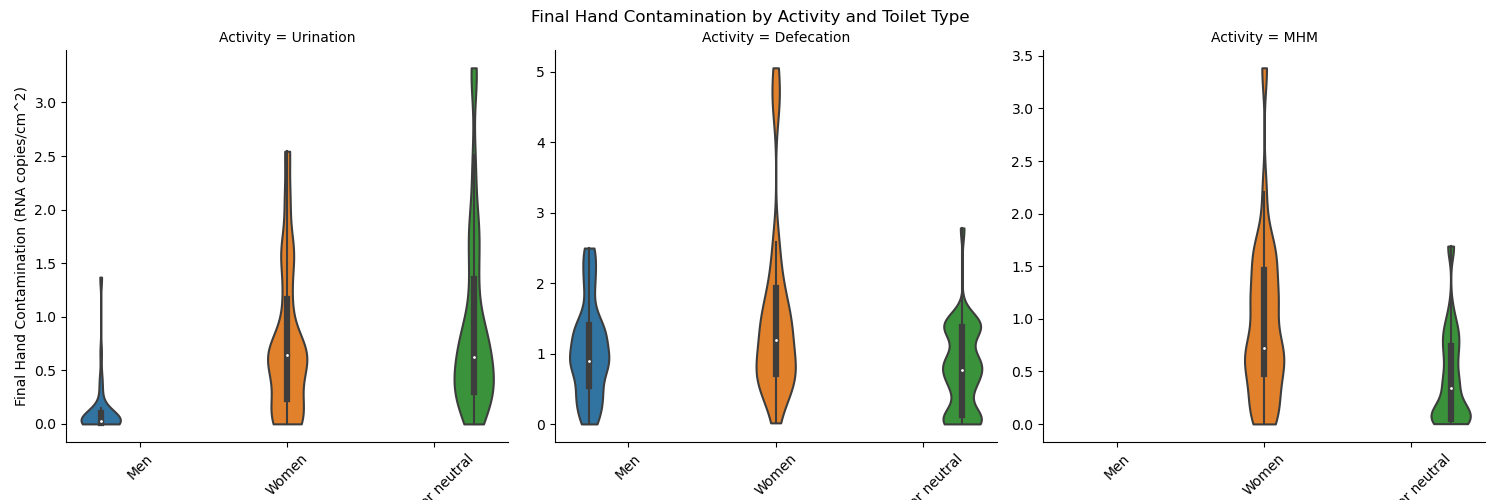 Final Hand Contamination by Activity and Toilet Type
Activity = Urination
Activity = Defecation
Activity = MHM
Final Hand Contamination (RNA copies/cm^2)
3.0
2.5
2.0
1.5
1.0
0.5
0.0
Men
Women
neutral
5
4
3
2
1
0
Men
Women
neutral
3.5
3.0
2.5
2.0
1.5
1.0
0.5
0.0
Men
Women
neutral